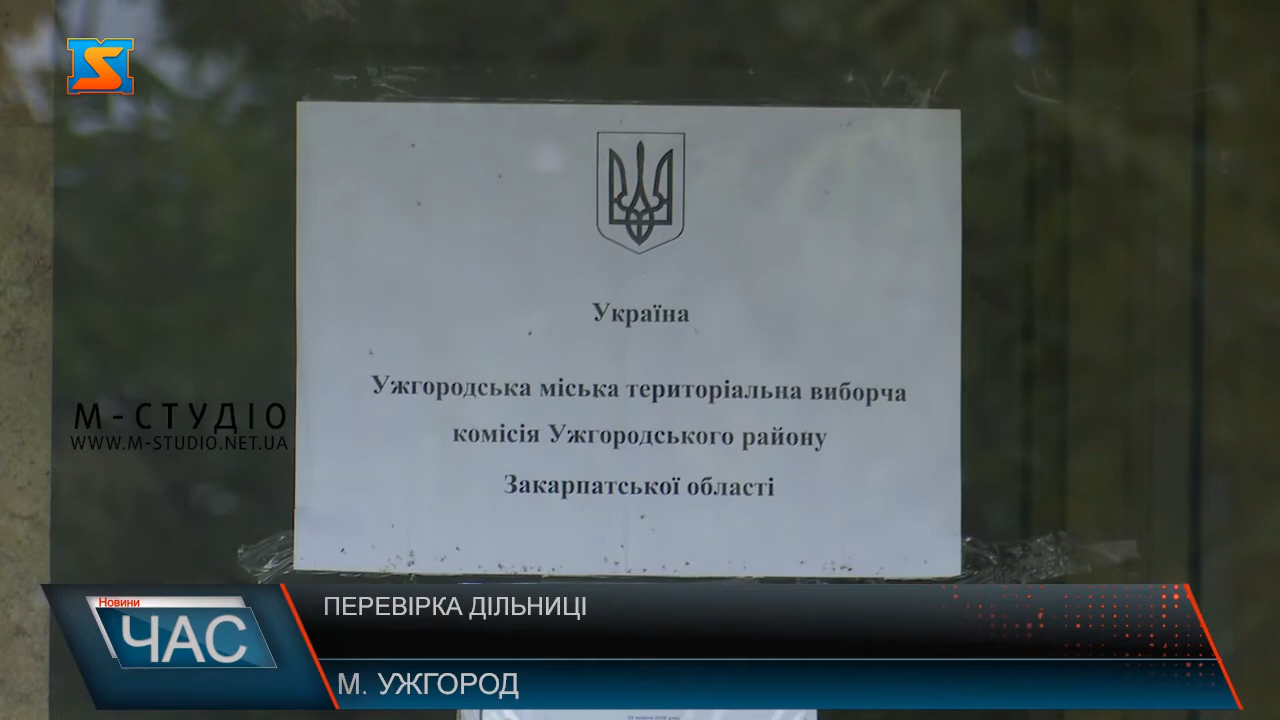 Україна
Ужгородська міська територіальна виборча
комісія Ужгородського району
Закарпатської області
М-СТУДІО
WWW.M-STUDIO.NET.UA
Новини
ЧАС
ПЕРЕВІРКА ДІЛЬНИЦІ
М. УЖГОРОД